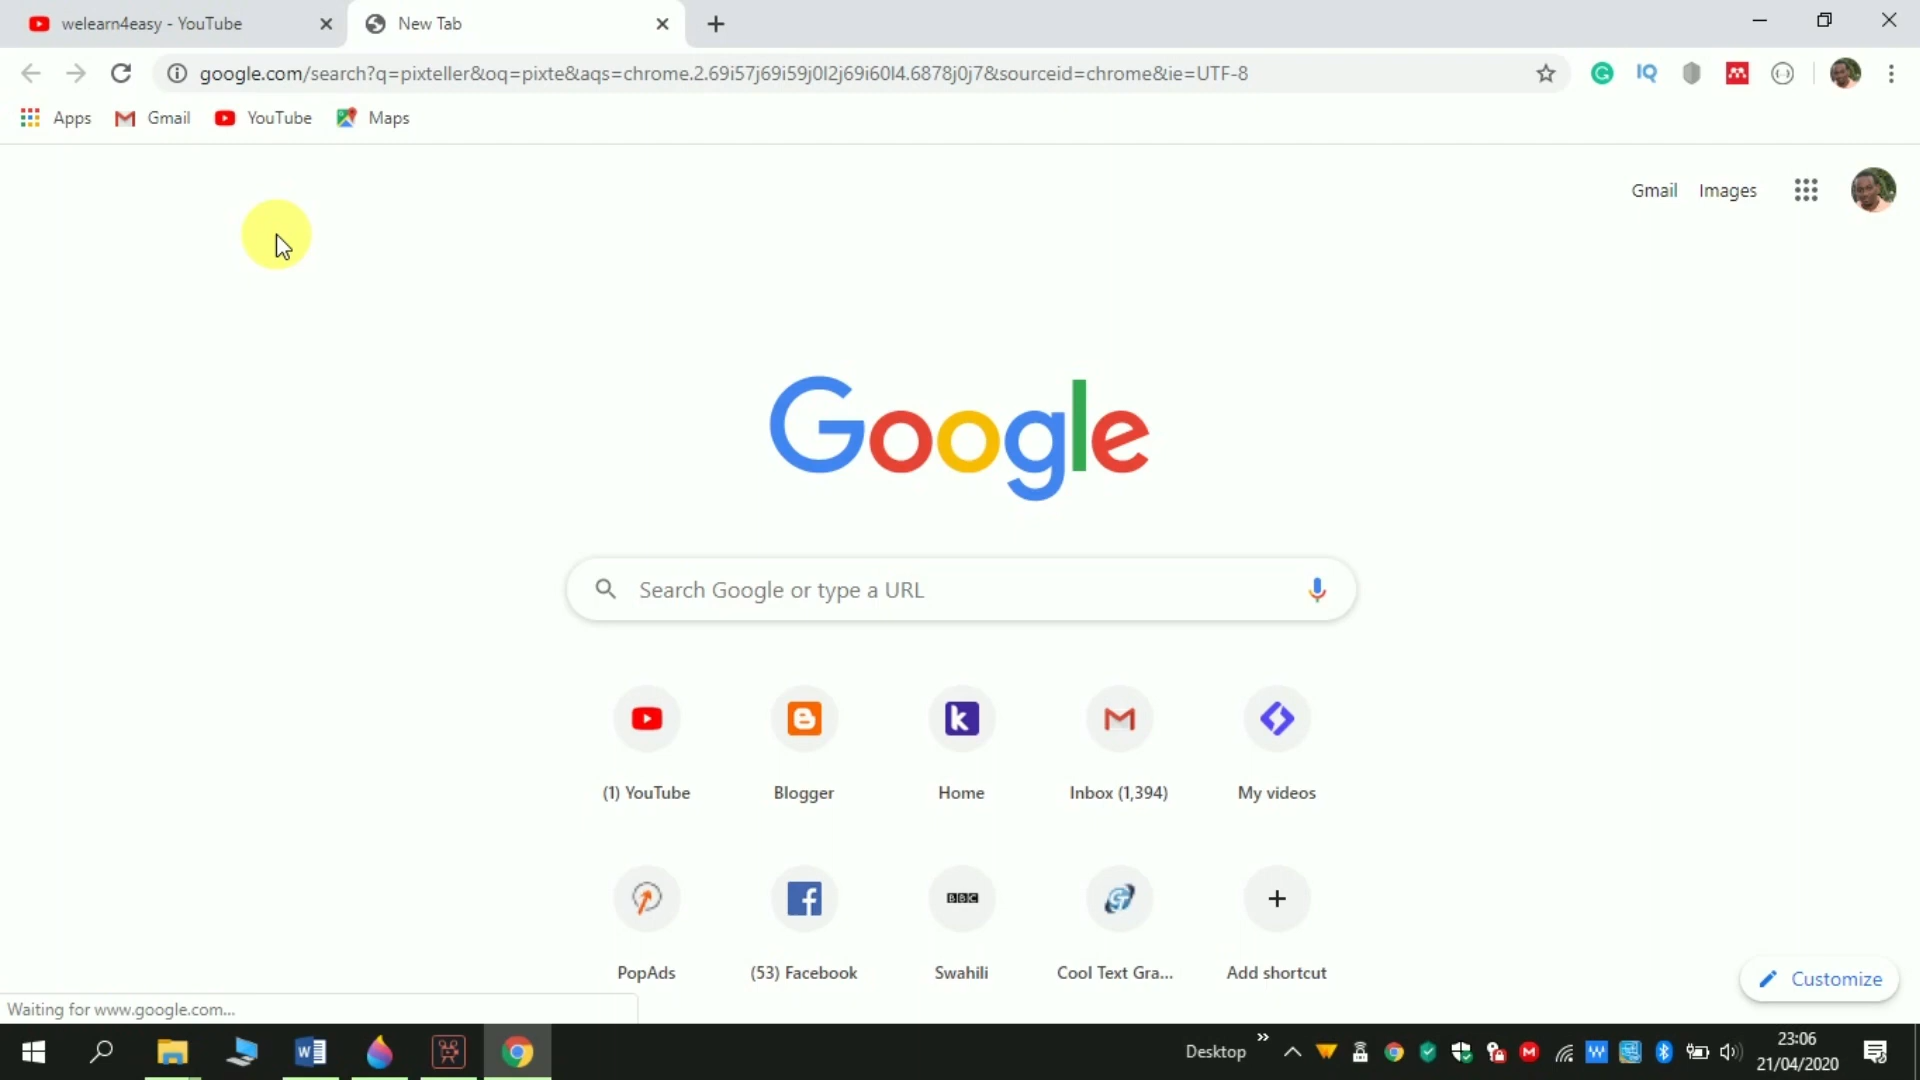 welearn4easy - YouTube
New Tab
google.com/search?q=pixteller&oq=pixte&aqs=chrome.2.69i57j69i59j0l2j69i60l4.6878j0j7&sourceid=chrome&ie=UTF-8
IQ
Apps
Gmail
YouTube
Maps
Gmail
Images
Google
Search Google or type a URL
(1) YouTube
Blogger
Home
Inbox (1,394)
My videos
BBC
PopAds
(53) Facebook
Swahili
Cool Text Gra...
Add shortcut
Customize
Waiting for www.google.com...
Desktop
23:06
21/04/2020